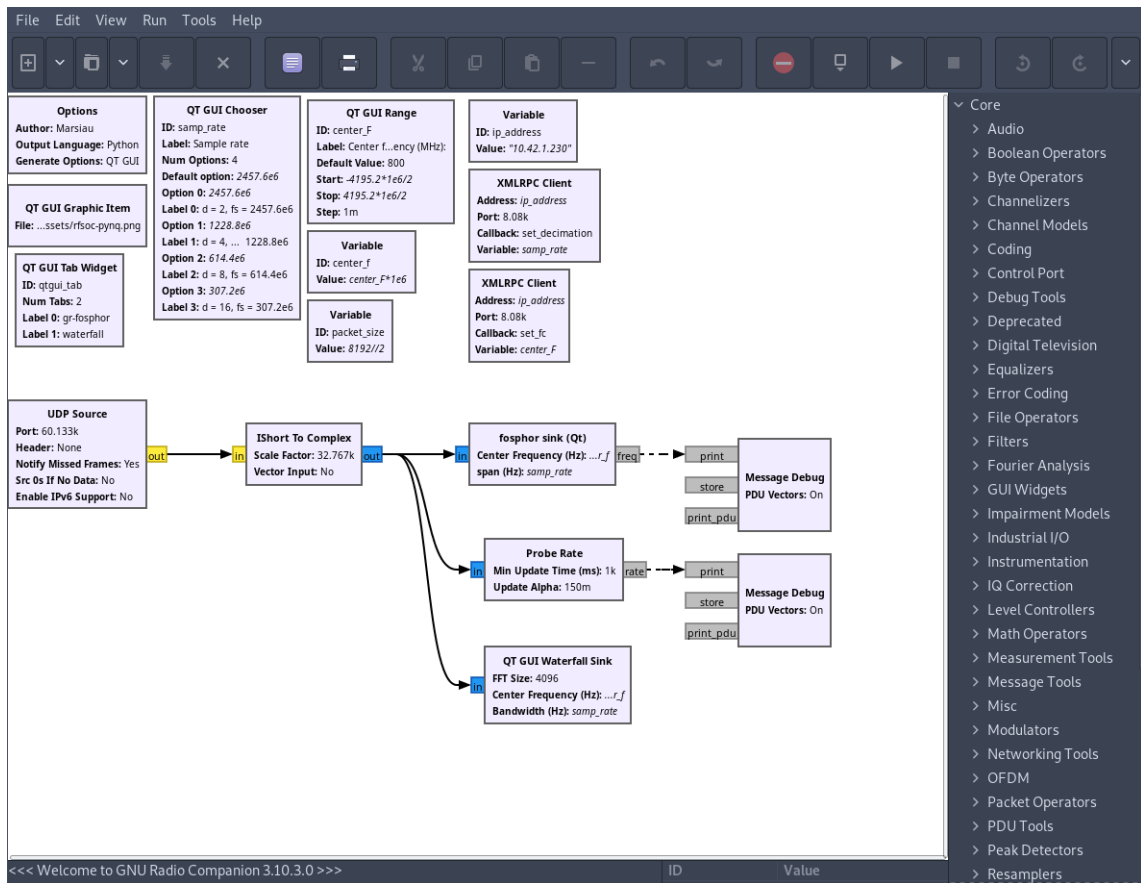 File Edit View Run Tools Help
Options
Author: Marsiau
Output Language: Python
Generate Options: QT GUI
QT GUI Graphic Item
File: ...ssets/rfsoc-pynq.png
QT GUI Tab Widget
ID: qtgui_tab
Num Tabs: 2
Label 0: gr-fosphor
Label 1: waterfall
QT GUI Chooser
ID: samp_rate
Label: Sample rate
Num Options: 4
Default option: 2457.6e6
Option 0: 2457.6e6
Label 0: d = 2, fs = 2457.6e6
Option 1: 1228.8e6
Label 1: d = 4, ... 1228.8e6
Option 2: 614.4e6
Label 2: d = 8, fs = 614.4e6
Option 3: 307.2e6
Label 3: d = 16, fs = 307.2e6
QT GUI Range
ID: center_F
Label: Center f...ency (MHz):
Default Value: 800
Start: -4195.2*1e6/2
Stop: 4195.2*1e6/2
Step: 1m
Variable
ID: center_f
Value: center_F*1e6
Variable
ID: packet_size
Value: 8192//2
Variable
ID: ip_address
Value: "10.42.1.230"
XMLRPC Client
Address: ip_address
Port: 8.08k
Callback: set_decimation
Variable: samp_rate
XMLRPC Client
Address: ip_address
Port: 8.08k
Callback: set_fc
Variable: center_F
UDP Source
Port: 60.133k
Header: None
Notify Missed Frames: Yes
Src 0s If No Data: No
Enable IPv6 Support: No
out
in
IShort To Complex
Scale Factor: 32.767k
Vector Input: No
out
in
fosphor sink (Qt)
Center Frequency (Hz): ...r_f
span (Hz): samp_rate
freq
print
store
print_pdu
Message Debug
PDU Vectors: On
in
Probe Rate
Min Update Time (ms): 1k
Update Alpha: 150m
rate
print
store
print_pdu
Message Debug
PDU Vectors: On
in
QT GUI Waterfall Sink
FFT Size: 4096
Center Frequency (Hz): ...r_f
Bandwidth (Hz): samp_rate
Core
Audio
Boolean Operators
Byte Operators
Channelizers
Channel Models
Coding
Control Port
Debug Tools
Deprecated
Digital Television
Equalizers
Error Coding
File Operators
Filters
Fourier Analysis
GUI Widgets
Impairment Models
Industrial I/O
Instrumentation
IQ Correction
Level Controllers
Math Operators
Measurement Tools
Message Tools
Misc
Modulators
Networking Tools
OFDM
Packet Operators
PDU Tools
Peak Detectors
Resamplers
<<< Welcome to GNU Radio Companion 3.10.3.0 >>>
ID Value